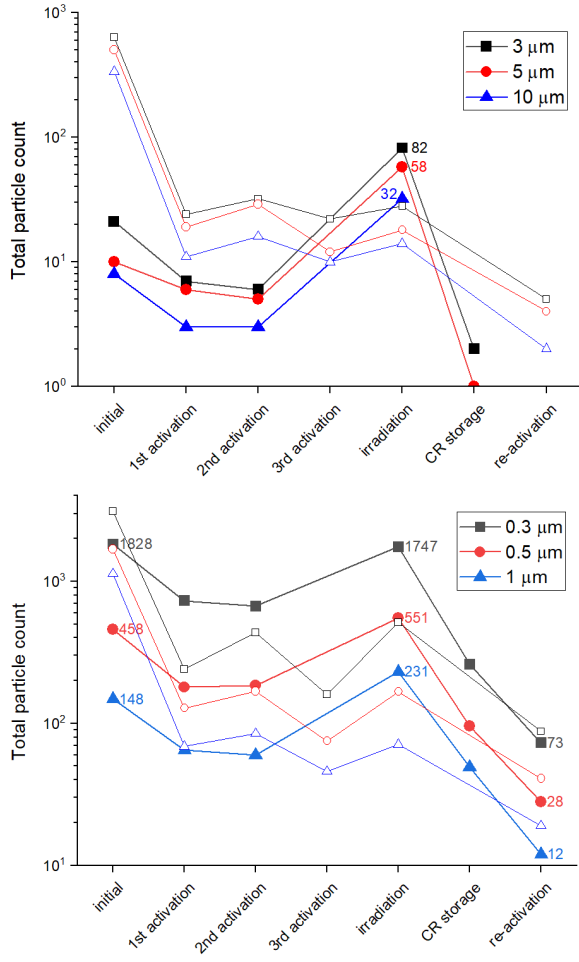 10³
3 μm
5 μm
10 μm
10²
82
58
32
10¹
10⁰
Total particle count
initial
1st activation
2nd activation
3rd activation
irradiation
CR storage
re-activation
0.3 μm
0.5 μm
1 μm
1828
1747
10³
458
551
148
231
10²
73
28
12
10¹
Total particle count
initial
1st activation
2nd activation
3rd activation
irradiation
CR storage
re-activation